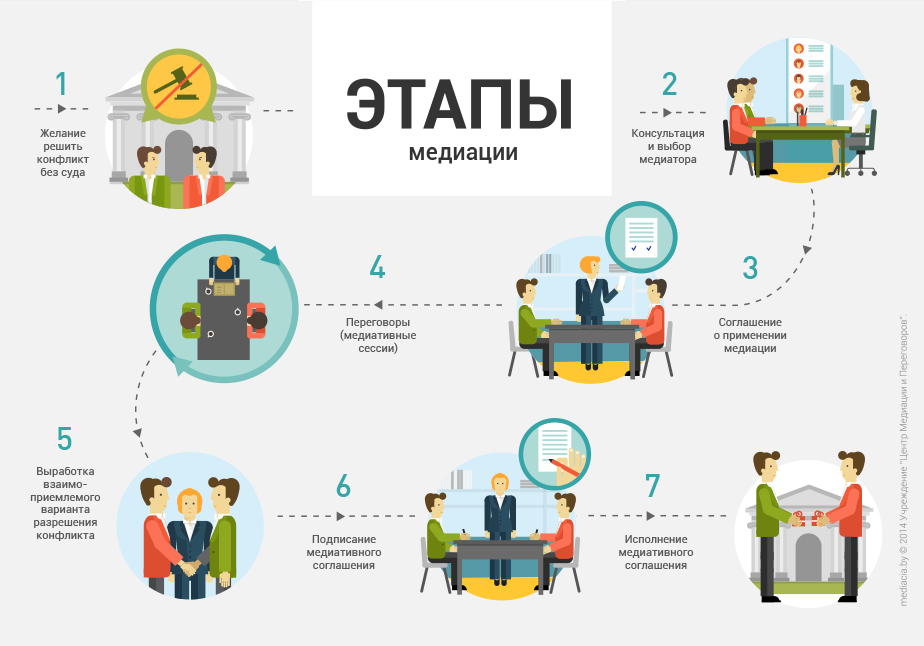 ЭТАПЫ
медиации
1
Желание
решить
конфликт
без суда
2
Консультация
и выбор
медиатора
3
Соглашение
о применении
медиации
4
Переговоры
(медиативные
сессии)
5
Выработка
взаимо-
приемлемого
варианта
разрешения
конфликта
6
Подписание
медиативного
соглашения
7
Исполнение
медиативного
соглашения
mediacia.by © 2014 Учреждение "Центр Медиации и Переговоров".